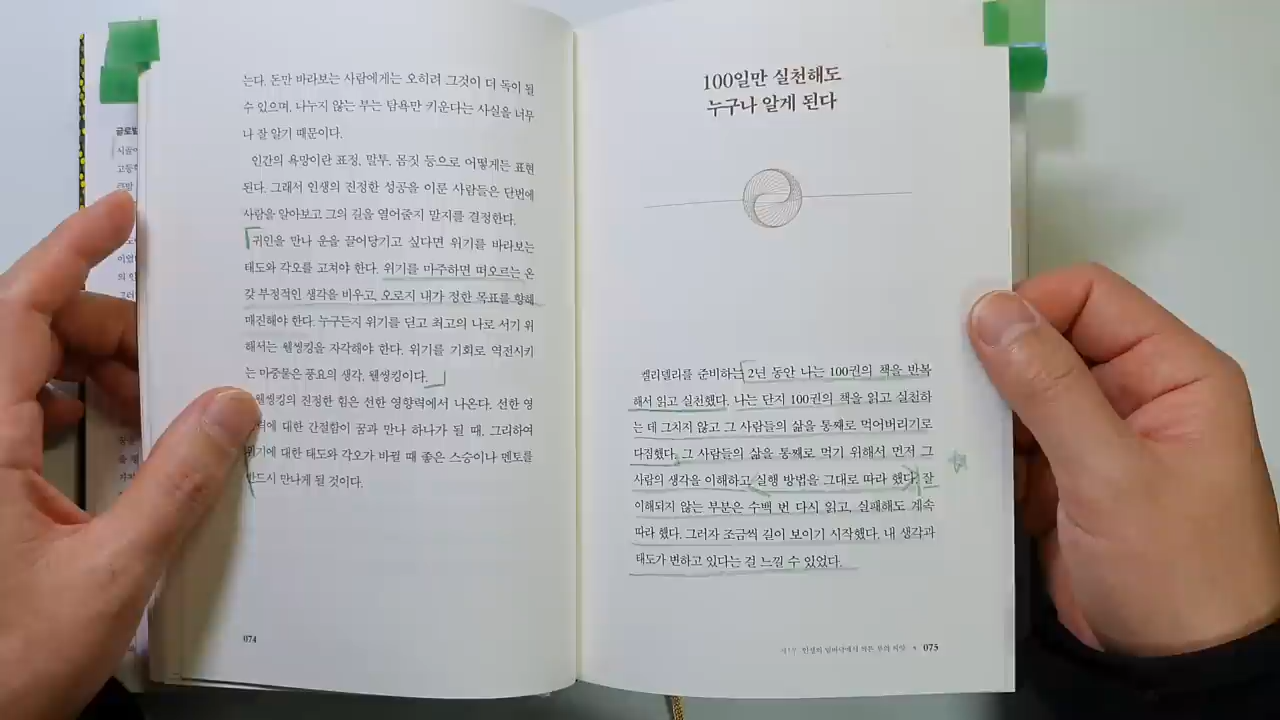 는다. 돈만 바라보는 사람에게는 오히려 그것이 더 독이 될
수 있으며, 나누지 않는 부는 탐욕만 키운다는 사실을 너무
나 잘 알기 때문이다.
인간의 욕망이란 표정, 말투, 몸짓 등으로 어떻게든 표현
된다. 그래서 인생의 진정한 성공을 이룬 사람들은 단번에
사람을 알아보고 그의 길을 열어줄지 말지를 결정한다.
귀인을 만나 운을 끌어당기고 싶다면 위기를 바라보는
태도와 각오를 고쳐야 한다. 위기를 마주하면 떠오르는 온
갖 부정적인 생각을 비우고, 오로지 내가 정한 목표를 향해
매진해야 한다. 누구든지 위기를 딛고 최고의 나로 서기 위
해서는 웰씽킹을 자각해야 한다. 위기를 기회로 역전시키
는 마중물은 풍요의 생각, 웰씽킹이다.
웰씽킹의 진정한 힘은 선한 영향력에서 나온다. 선한 영
력에 대한 간절함이 꿈과 만나 하나가 될 때, 그리하여
위기에 대한 태도와 각오가 바뀔 때 좋은 스승이나 멘토를
반드시 만나게 될 것이다.
074
글로벌
시골
고등학
100일만 실천해도
누구나 알게 된다
켈리델리를 준비하는 2년 동안 나는 100권의 책을 반복
해서 읽고 실천했다. 나는 단지 100권의 책을 읽고 실천하
는 데 그치지 않고 그 사람들의 삶을 통째로 먹어버리기로
다짐했다. 그 사람들의 삶을 통째로 먹기 위해서 먼저 그
사람의 생각을 이해하고 실행 방법을 그대로 따라 했다. 잘
이해되지 않는 부분은 수백 번 다시 읽고, 실패해도 계속
따라 했다. 그러자 조금씩 길이 보이기 시작했다. 내 생각과
태도가 변하고 있다는 걸 느낄 수 있었다.
075